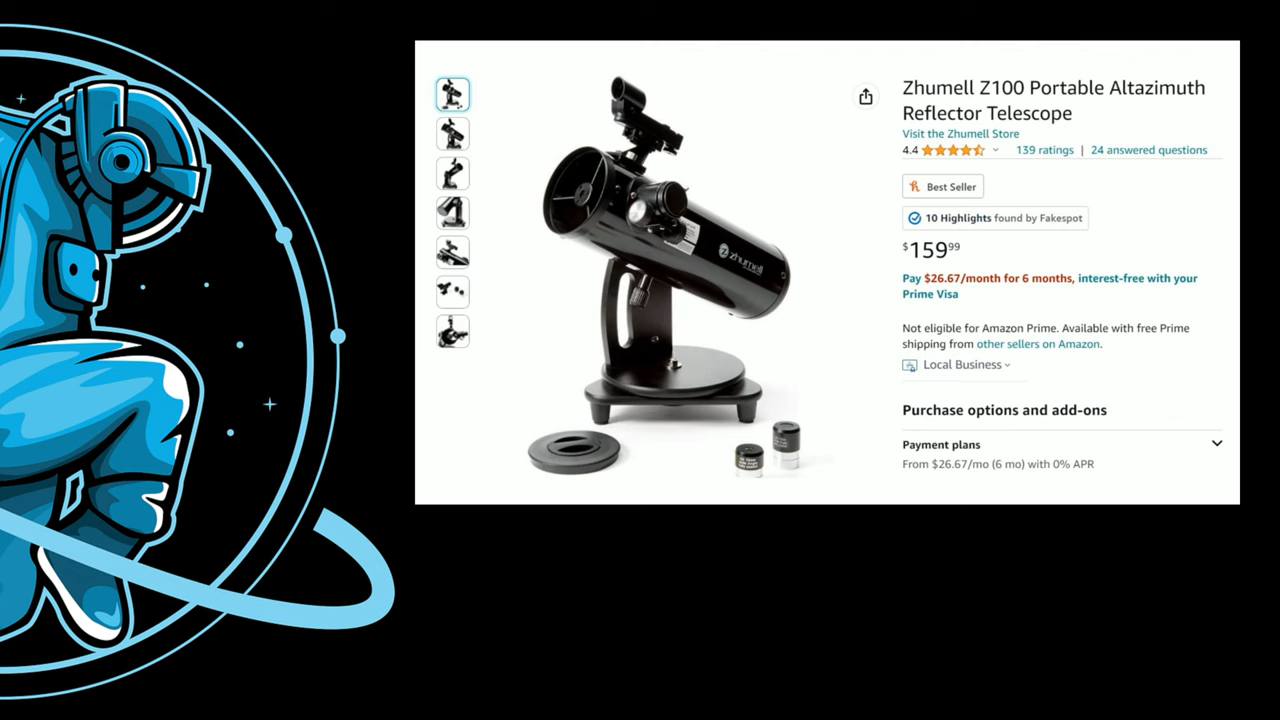 Zhumell Z100 Portable Altazimuth
Reflector Telescope
Visit the Zhumell Store
4.4
139 ratings | 24 answered questions
Best Seller
10 Highlights found by Fakespot
$159.99
Pay $26.67/month for 6 months, interest-free with your
Prime Visa
Not eligible for Amazon Prime. Available with free Prime
shipping from other sellers on Amazon.
Local Business
Purchase options and add-ons
Payment plans
From $26.67/mo (6 mo) with 0% APR
Z zhumell